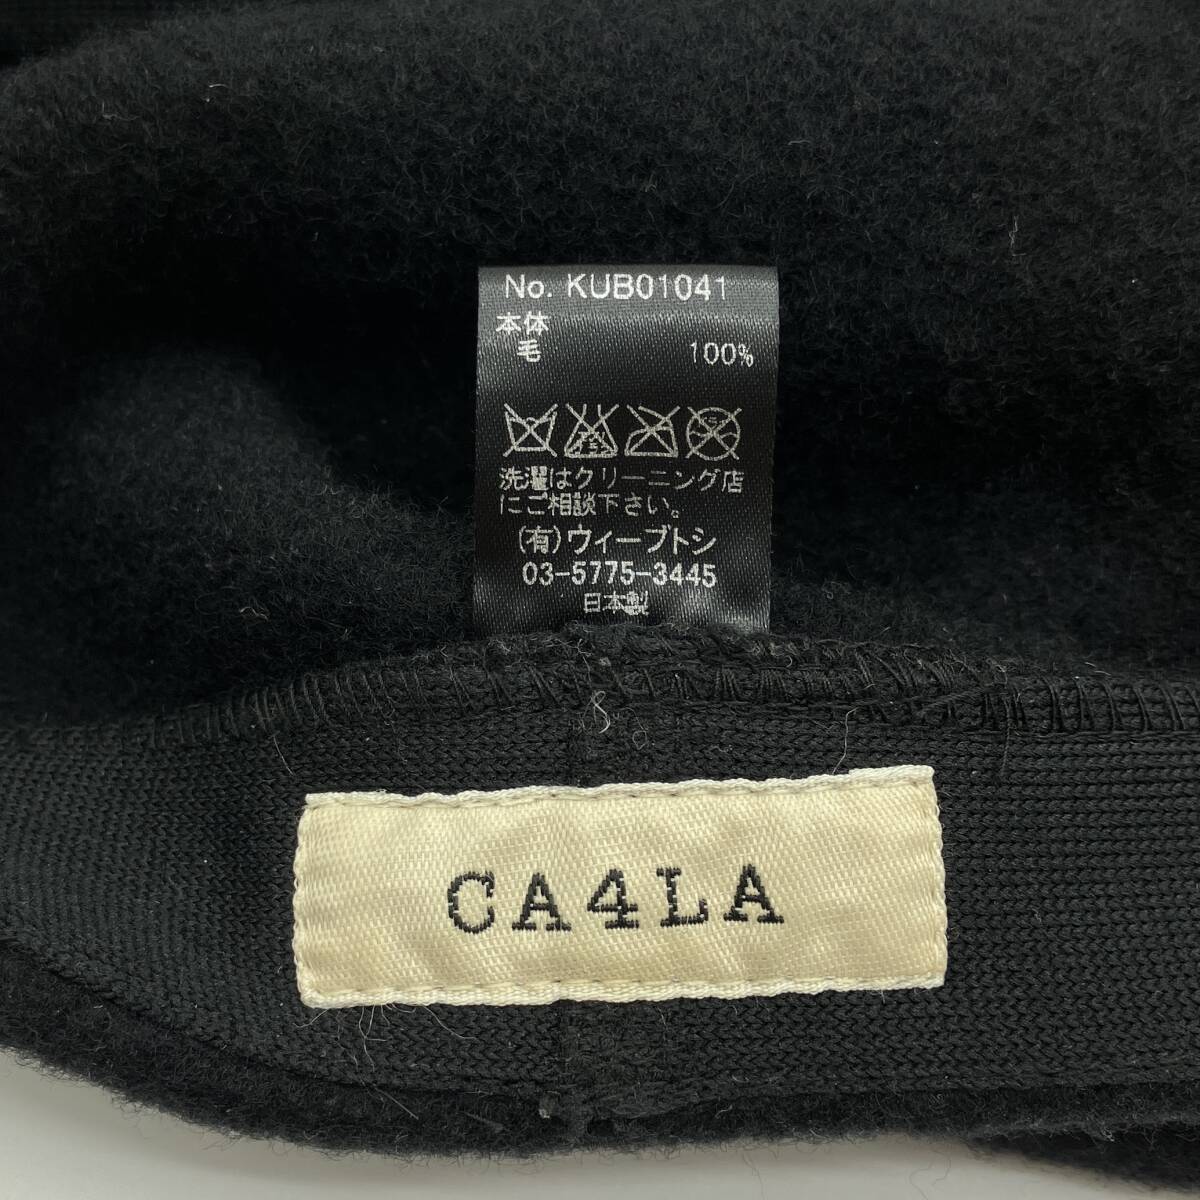 No. KUB01041
本体
毛 100%
洗濯はクリーニング店
にご相談下さい。
(有)ウィーブトシ
03-5775-3445
日本製
CA4LA